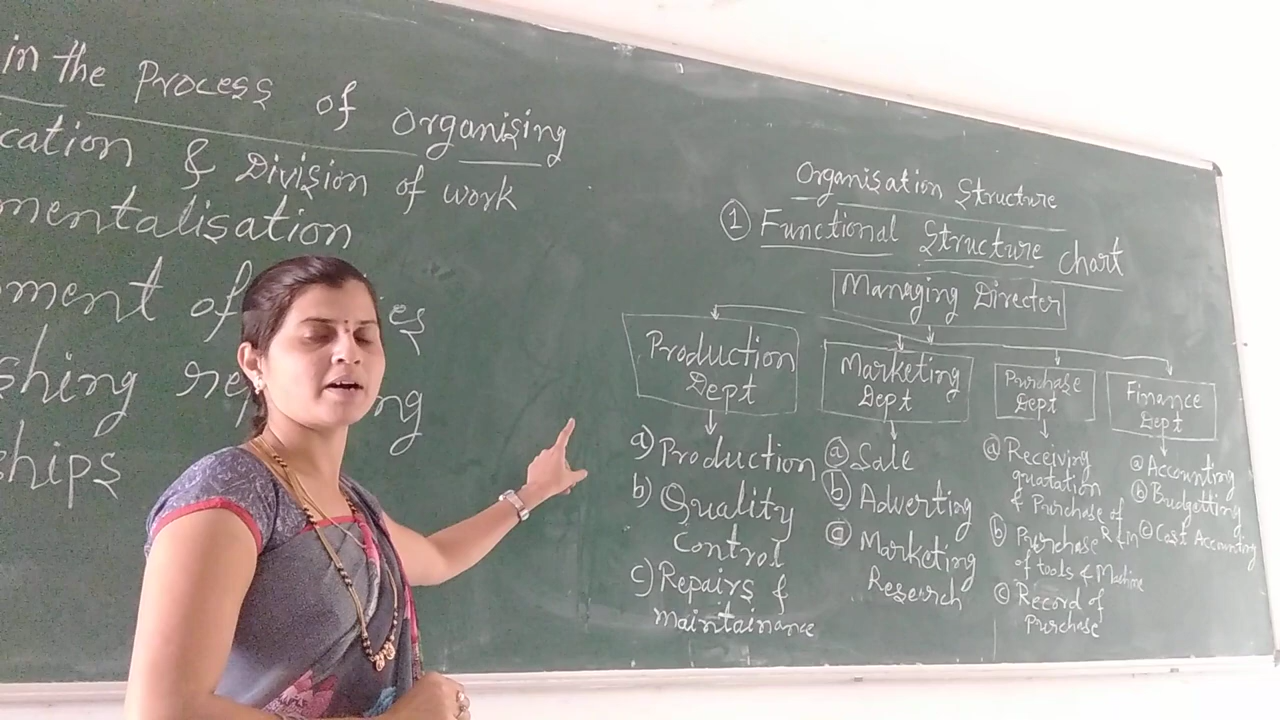 in the Process of Organising
cation & Division of work
mentalisation
ment of
shing
ships
Organisation Structure
① Functional Structure chart
Managing Director
Production
Dept
a) Production
b) Quality
Control
c) Repairs &
maintainance
Marketing
Dept
ⓐ Sale
ⓑ Adverting
ⓓ Marketing
Research
Purchase
Dept
ⓐ Receiving
quatation
& Purchase of
ⓑ Purchase
of tools & Machine
ⓒ Record of
Purchase
Finance
Dept
ⓐ Accounting
ⓑ Budgetting
ⓒ Cost Accounting